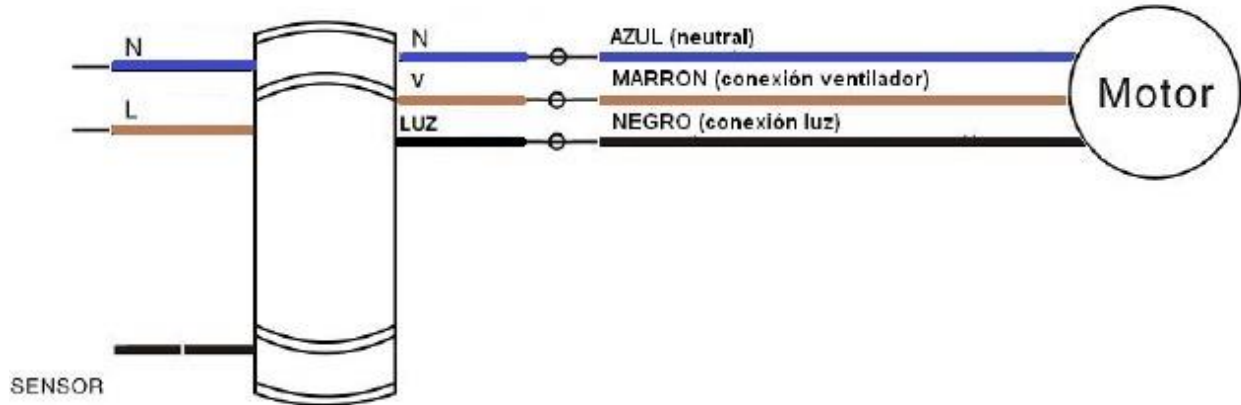 N
L
SENSOR
N
V
LUZ
AZUL (neutral)
MARRON (conexión ventilador)
NEGRO (conexión luz)
Motor